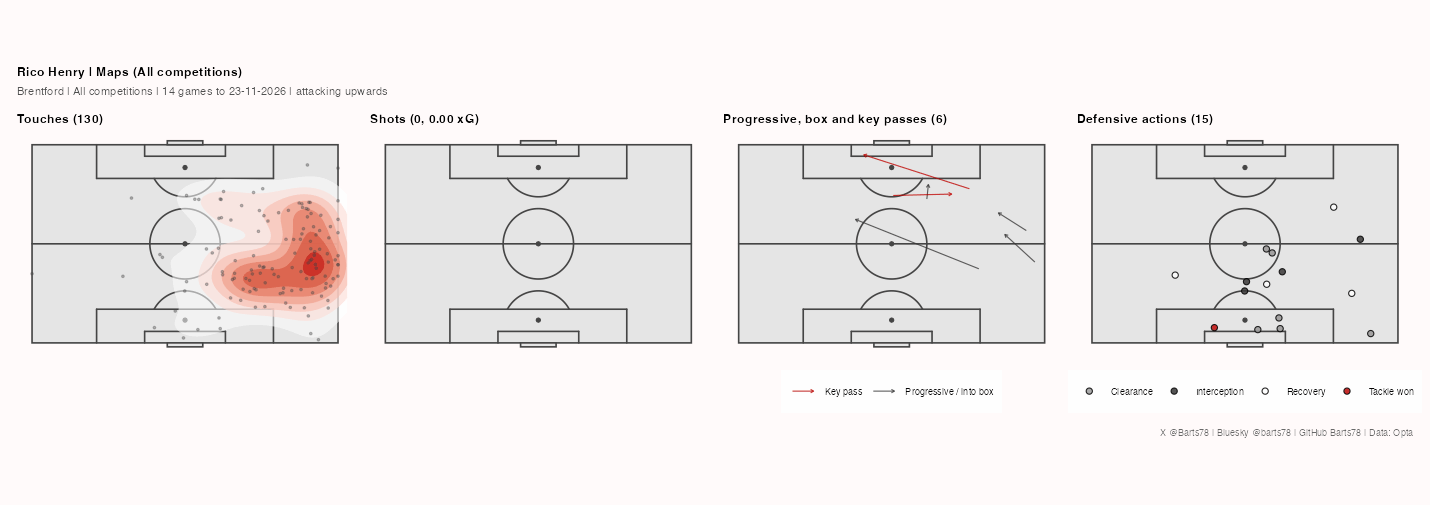 Rico Henry | Maps (All competitions)
Brentford | All competitions | 14 games to 23-11-2026 | attacking upwards
Touches (130)
Shots (0, 0.00 xG)
Progressive, box and key passes (6)
Defensive actions (15)
Key pass
Progressive / into box
Clearance
Interception
Recovery
Tackle won
X @Barts78 | Bluesky @barts78 | GitHub Barts78 | Data: Opta